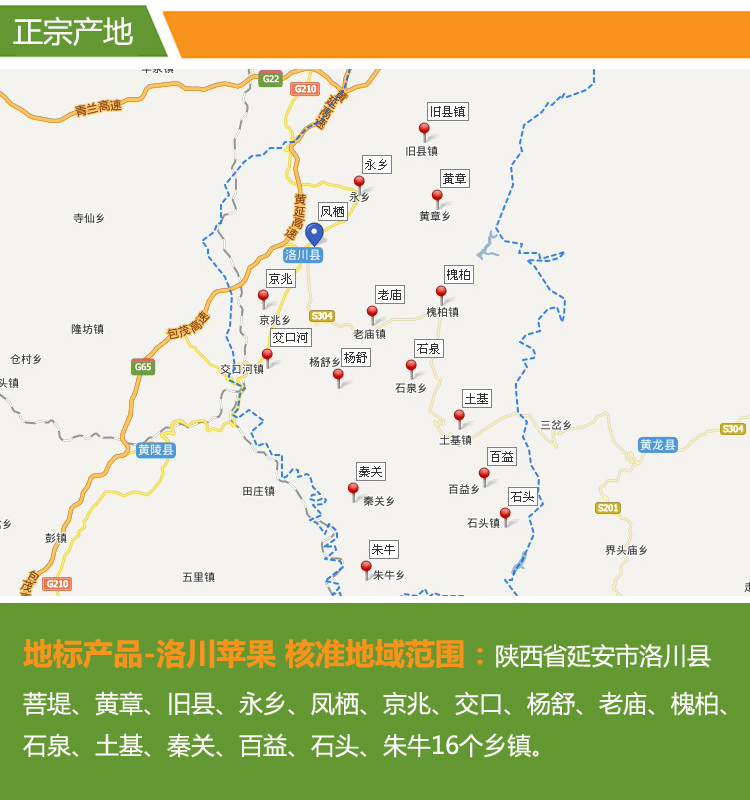 正宗产地
G22
G210
青兰高速
黄延高速
旧县镇
旧县镇
永乡
永乡
黄章
黄章乡
寺仙乡
黄延高速
凤栖
洛川县
京兆
京兆乡
槐柏
槐柏镇
老庙
老庙镇
S304
包茂高速
隆坊镇
交口河
交口河镇
仓村乡
G65
头镇
杨舒乡
杨舒
石泉
石泉乡
土基
土基镇
三岔乡
S304
黄龙县
黄陵县
百益
百益乡
秦关
秦关乡
田庄镇
石头
石头镇
S201
彭镇
朱牛
朱牛乡
界头庙乡
五里镇
G210
地标产品-洛川苹果 核准地域范围：陕西省延安市洛川县
菩堤、黄章、旧县、永乡、凤栖、京兆、交口、杨舒、老庙、槐柏、
石泉、土基、秦关、百益、石头、朱牛16个乡镇。